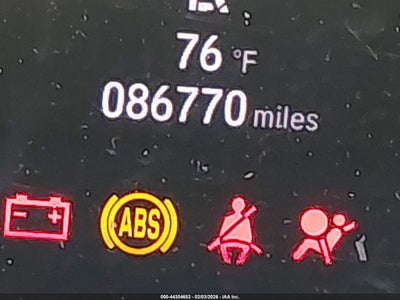 76 °F
086770 miles
- +
ABS
000-44304653 - 02/03/2026 - IAA Inc.